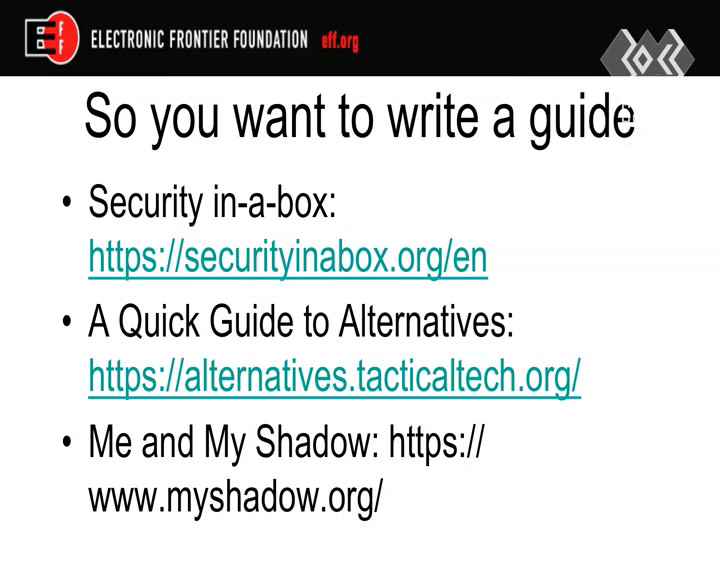 EFF
ELECTRONIC FRONTIER FOUNDATION eff.org
So you want to write a guide
• Security in-a-box:
https://securityinabox.org/en
• A Quick Guide to Alternatives:
https://alternatives.tacticaltech.org/
• Me and My Shadow: https://
www.myshadow.org/